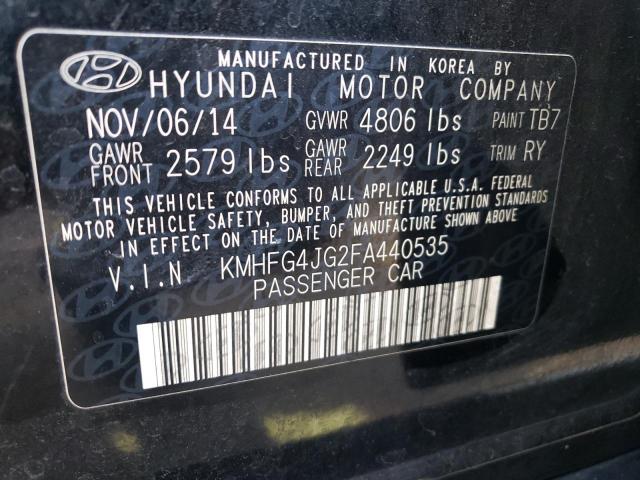 MANUFACTURED IN KOREA BY
HYUNDAI MOTOR COMPANY
NOV/06/14 GVWR 4806 lbs PAINT TB7
GAWR FRONT 2579 lbs GAWR REAR 2249 lbs TRIM RY
THIS VEHICLE CONFORMS TO ALL APPLICABLE U.S.A. FEDERAL
MOTOR VEHICLE SAFETY, BUMPER, AND THEFT PREVENTION STANDARDS
IN EFFECT ON THE DATE OF MANUFACTURE SHOWN ABOVE
V.I.N KMHFG4JG2FA440535
PASSENGER CAR